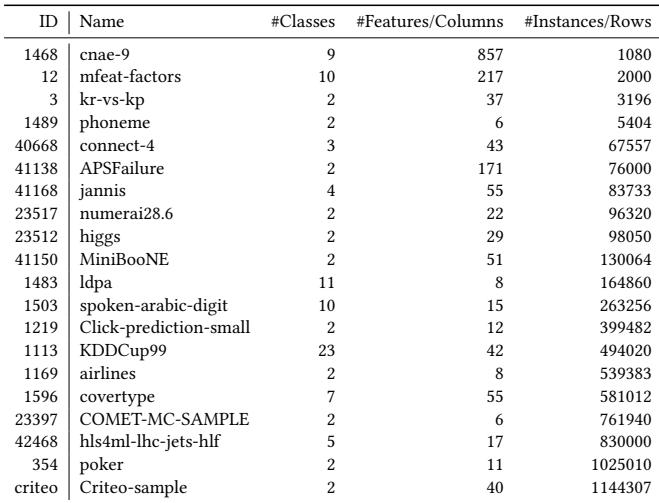 ID Name #Classes #Features/Columns #Instances/Rows
1468 cnae-9 9 857 1080
12 mfeat-factors 10 217 2000
3 kr-vs-kp 2 37 3196
1489 phoneme 2 6 5404
40668 connect-4 3 43 67557
41138 APSFailure 2 171 76000
41168 jannis 4 55 83733
23517 numerai28.6 2 22 96320
23512 higgs 2 29 98050
41150 MiniBooNE 2 51 130064
1483 ldpa 11 8 164860
1503 spoken-arabic-digit 10 15 263256
1219 Click-prediction-small 2 12 399482
1113 KDDCup99 23 42 494020
1169 airlines 2 8 539383
1596 covertype 7 55 581012
23397 COMET-MC-SAMPLE 2 6 761940
42468 hls4ml-lhc-jets-hlf 5 17 830000
354 poker 2 11 1025010
criteo Criteo-sample 2 40 1144307